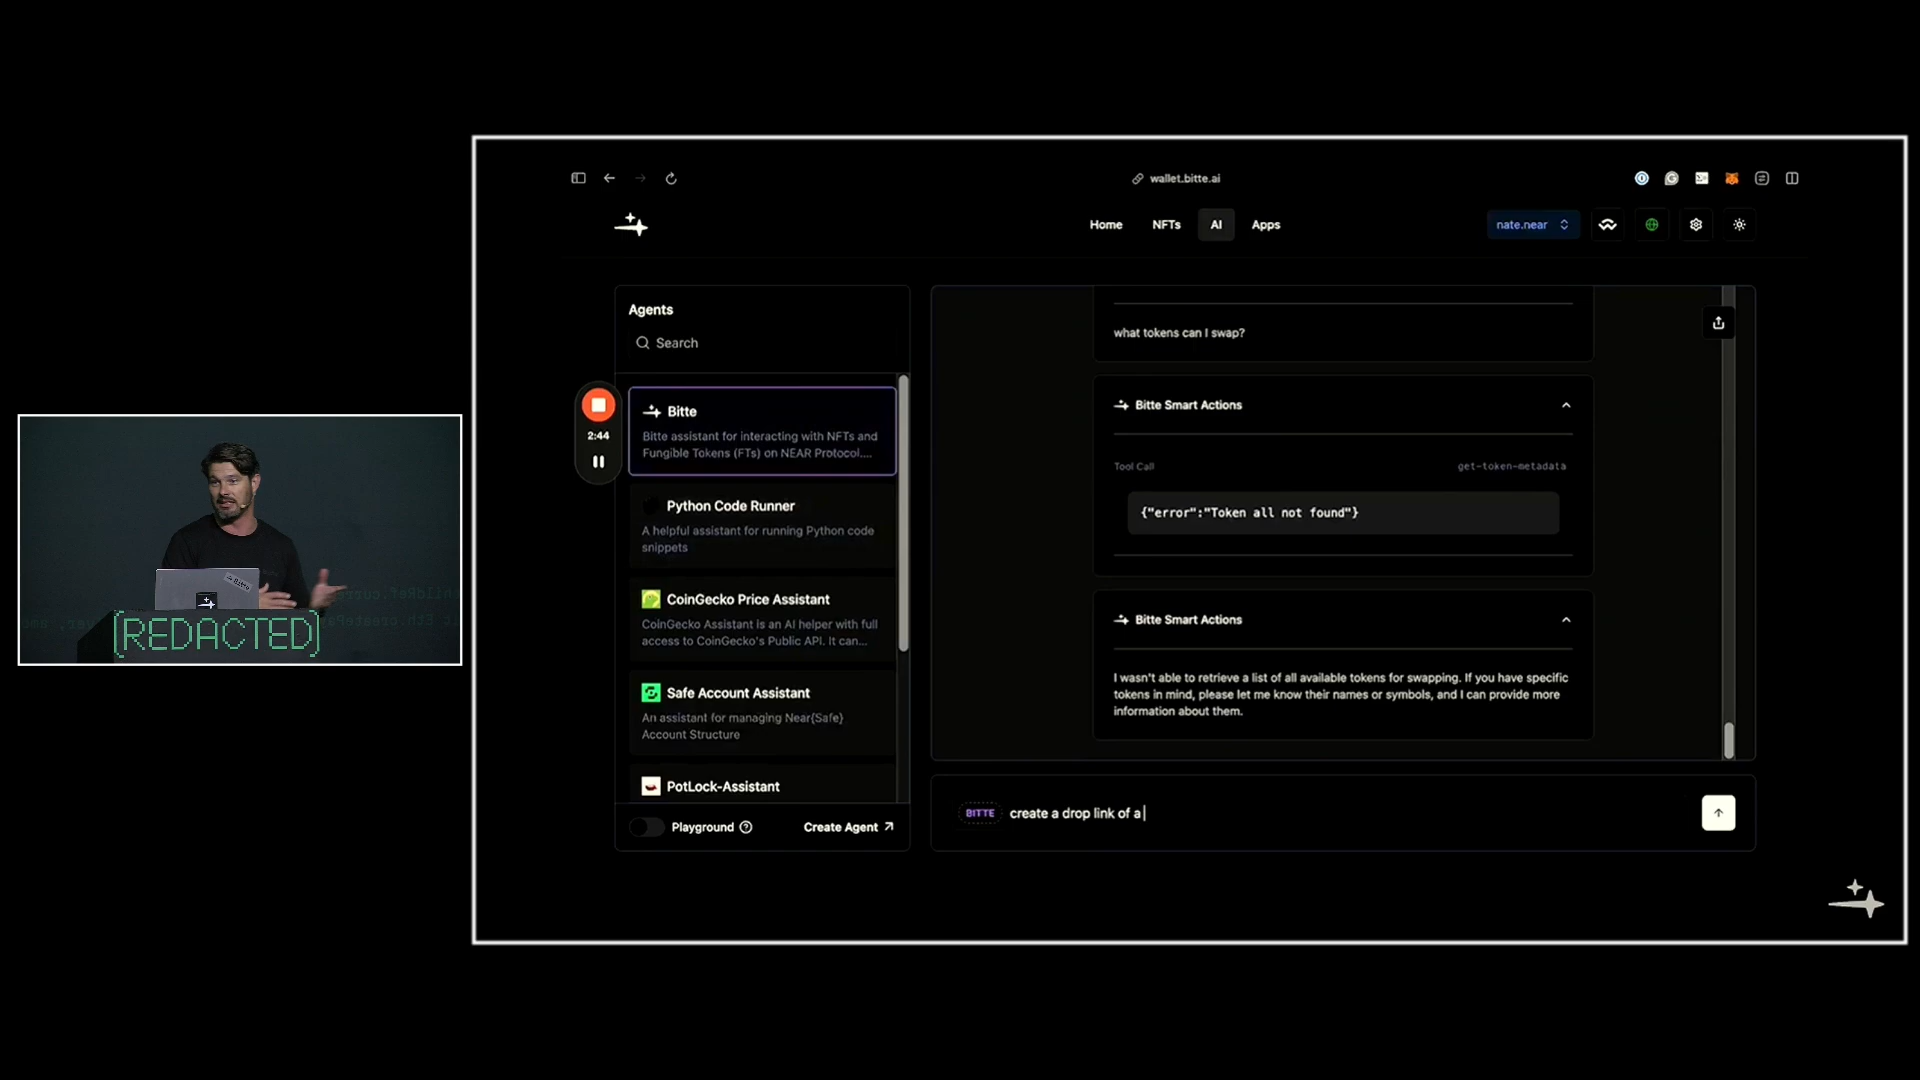 wallet.bitte.ai
Home
NFTs
AI
Apps
nate.near
Agents
Search
2:44
Bitte
Bitte assistant for interacting with NFTs and
Fungible Tokens (FTs) on NEAR Protocol....
Python Code Runner
A helpful assistant for running Python code
snippets
CoinGecko Price Assistant
CoinGecko Assistant is an AI helper with full
access to CoinGecko's Public API. It can...
Safe Account Assistant
An assistant for managing Near{Safe}
Account Structure
PotLock-Assistant
Playground
Create Agent
what tokens can I swap?
Bitte Smart Actions
Tool Call
get-token-metadata
{"error":"Token all not found"}
Bitte Smart Actions
I wasn't able to retrieve a list of all available tokens for swapping. If you have specific
tokens in mind, please let me know their names or symbols, and I can provide more
information about them.
BITTE
create a drop link of a
Bitte
[REDACTED]